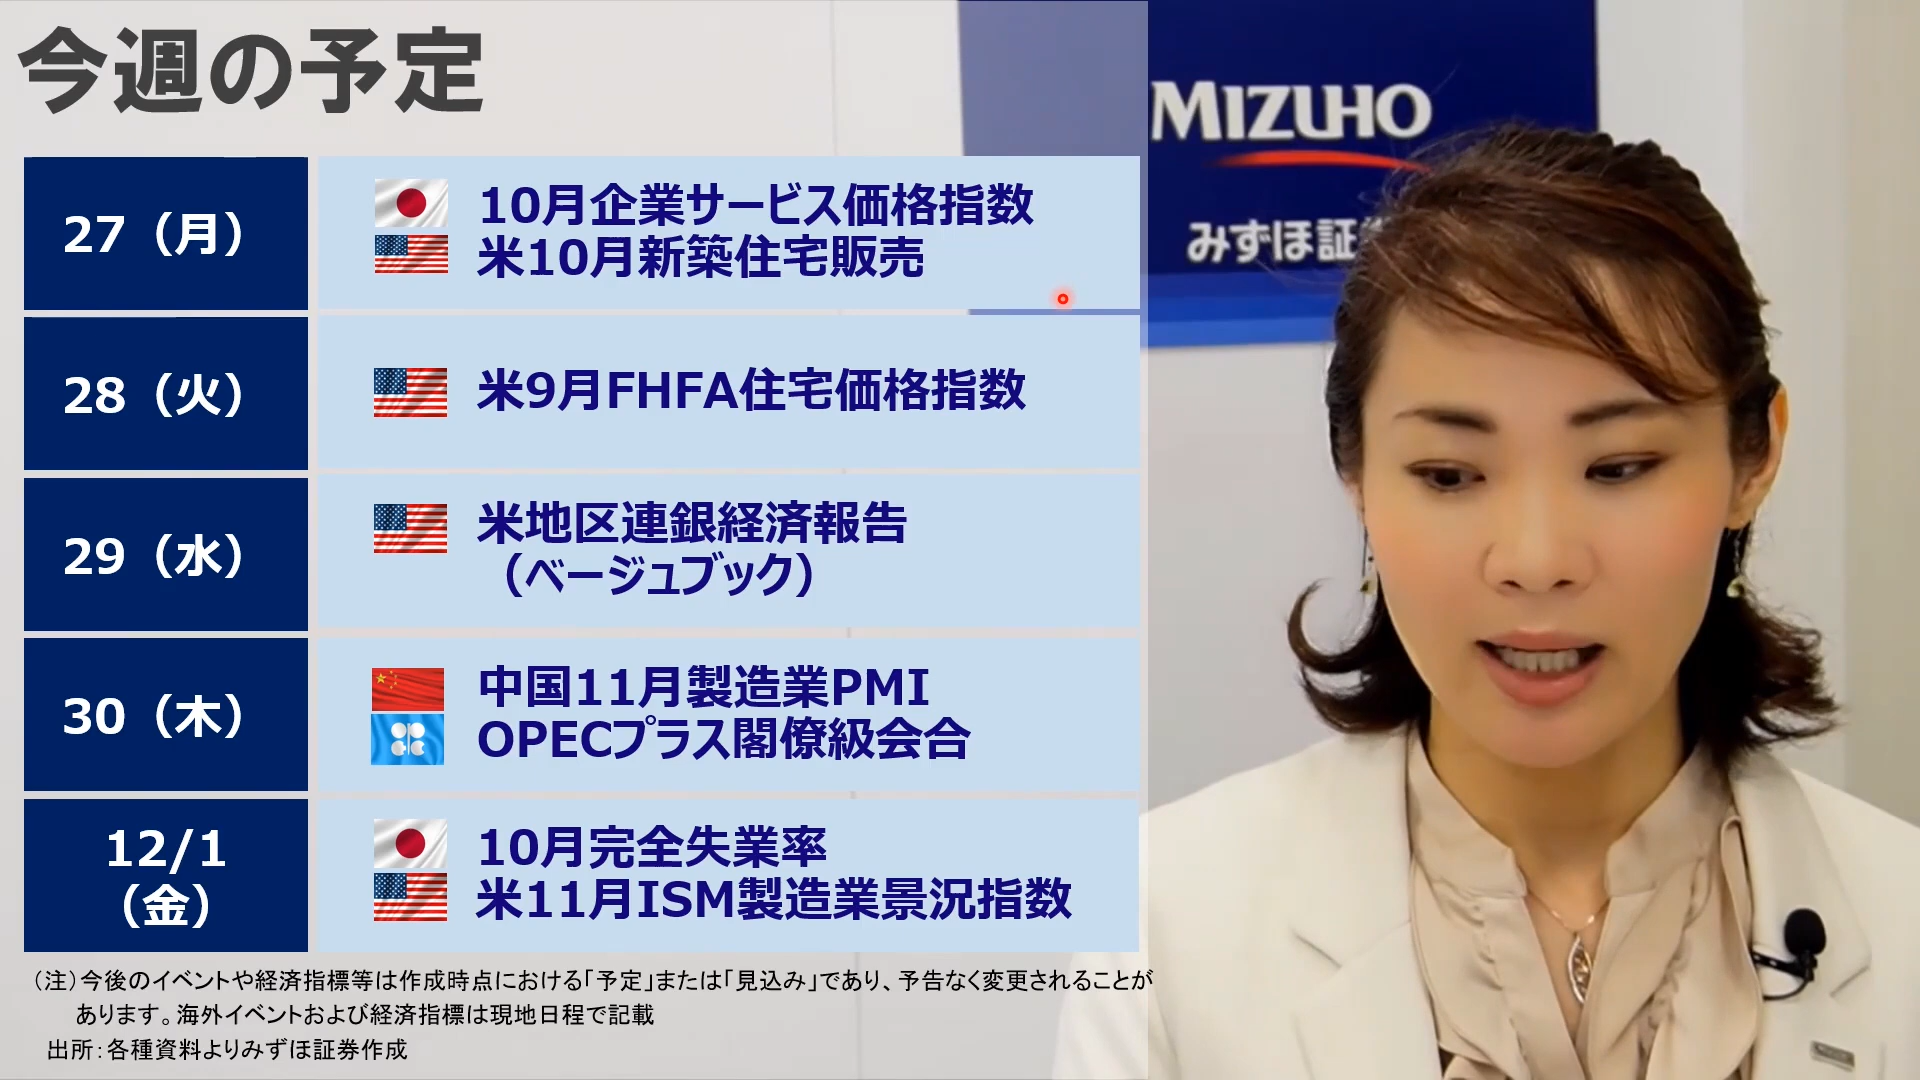 今週の予定
MIZUHO
みずほ証
27（月）
10月企業サービス価格指数
米10月新築住宅販売
28（火）
米9月FHFA住宅価格指数
29（水）
米地区連銀経済報告
（ベージュブック）
30（木）
中国11月製造業PMI
OPECプラス閣僚級会合
12/1
（金）
10月完全失業率
米11月ISM製造業景況指数
（注）今後のイベントや経済指標等は作成時点における「予定」または「見込み」であり、予告なく変更されることが
あります。海外イベントおよび経済指標は現地日程で記載
出所：各種資料よりみずほ証券作成